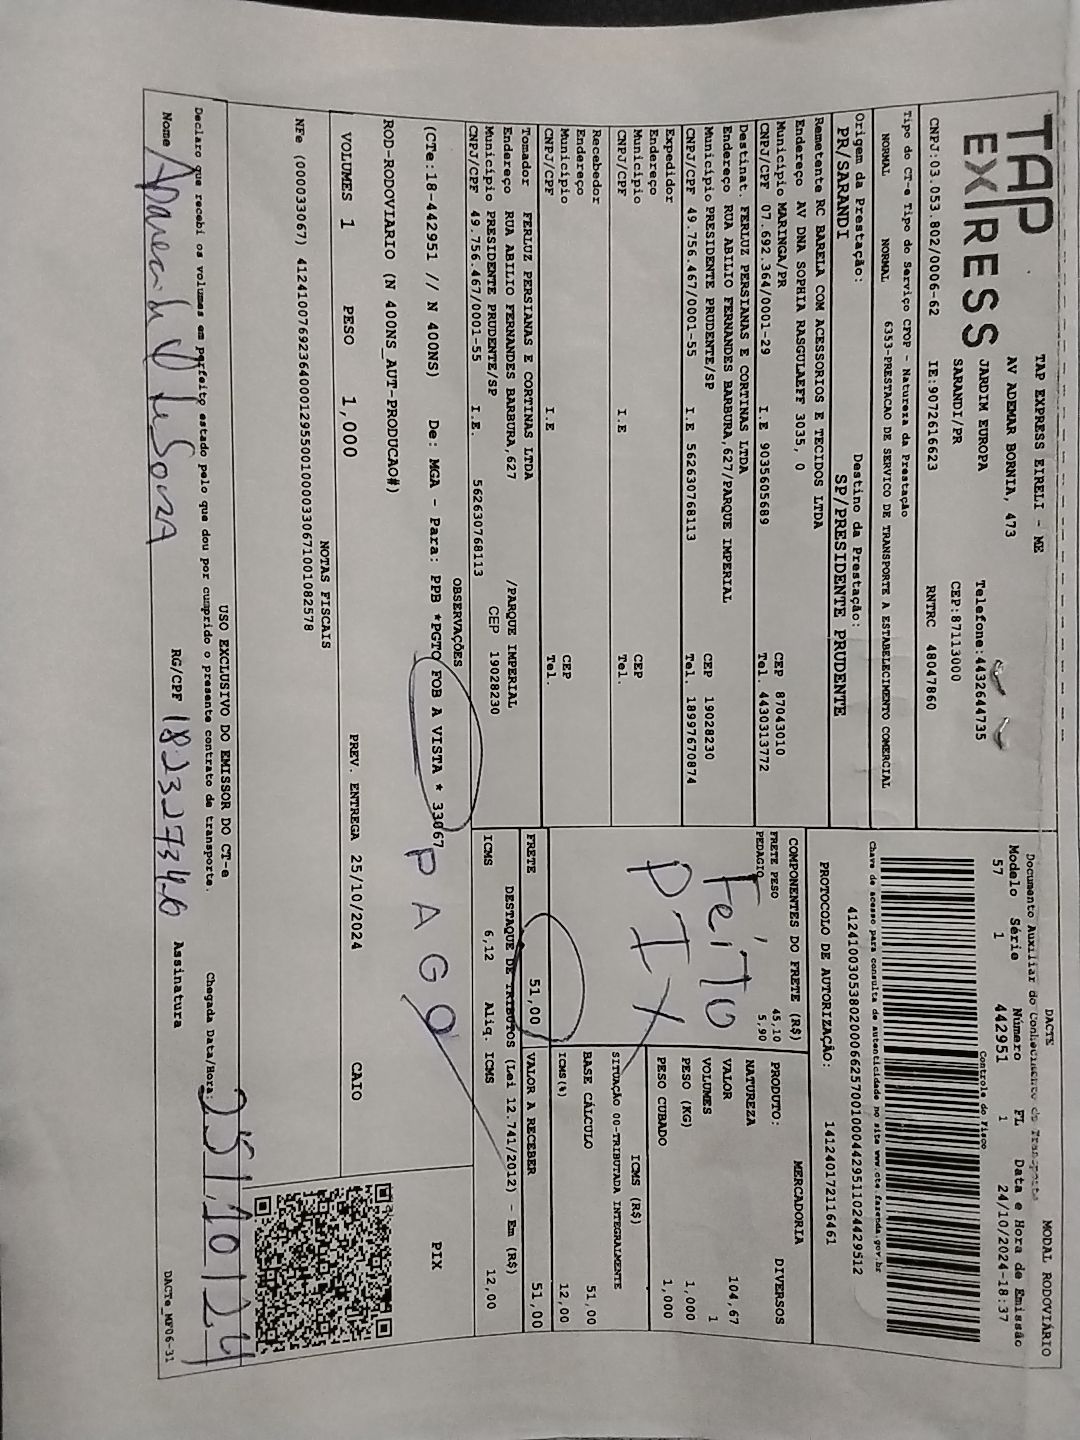 TAP
EXPRESS
TAP EXPRESS EIRELI - ME
AV ADEMAR BORNIA, 473
JARDIM EUROPA
Telefone:4432644735
SARANDI/PR
CEP:87113000
CNPJ:03.053.802/0006-62 IE:9072616623 RNTRC 48047860
Tipo do CT-e Tipo do Serviço CFOP - Natureza da Prestação
NORMAL NORMAL 6353-PRESTACAO DE SERVICO DE TRANSPORTE A ESTABELECIMENTO COMERCIAL
Origem da Prestação: Destino da Prestação:
PR/SARANDI SP/PRESIDENTE PRUDENTE
Remetente RC BARELA COM ACESSORIOS E TECIDOS LTDA
Endereço AV DNA SOPHIA RASGULAEFF 3035, 0
Município MARINGA/PR CEP 87043010
CNPJ/CPF 07.692.364/0001-29 I.E 9035605689 Tel. 4430313772
Destinat. FERLUZ PERSIANAS E CORTINAS LTDA
Endereço RUA ABILIO FERNANDES BARBURA,627/PARQUE IMPERIAL
Município PRESIDENTE PRUDENTE/SP CEP 19028230
CNPJ/CPF 49.756.467/0001-55 I.E 562630768113 Tel. 18997670874
Expedidor
Endereço
Município CEP
CNPJ/CPF I.E Tel.
Recebedor
Endereço
Município CEP
CNPJ/CPF I.E Tel.
Tomador FERLUZ PERSIANAS E CORTINAS LTDA
Endereço RUA ABILIO FERNANDES BARBURA,627 /PARQUE IMPERIAL
Município PRESIDENTE PRUDENTE/SP CEP 19028230
CNPJ/CPF 49.756.467/0001-55 I.E. 562630768113
DACTE MODAL RODOVIÁRIO
Documento Auxiliar do Conhecimento de Transporte
Modelo Série Número FL Data e Hora de Emissão
57 1 442951 1 24/10/2024-18:37
Controle do Fisco
Chave de acesso para consulta de autenticidade no site www.cte.fazenda.gov.br
41241003053802000662570010004429511024429512
PROTOCOLO DE AUTORIZAÇÃO: 141240172116461
COMPONENTES DO FRETE (R$)
FRETE PESO 45,10
PEDAGIO 5,90
FEITO
PIX
FRETE 51,00
PRODUTO: MERCADORIA
NATUREZA DIVERSOS
VALOR 104,67
VOLUMES 1
PESO (KG) 1,000
PESO CUBADO 1,000
ICMS (R$)
SITUAÇÃO 00-TRIBUTADA INTEGRALMENTE
BASE CÁLCULO 51,00
ICMS(%) 12,00
VALOR A RECEBER 51,00
DESTAQUE DE TRIBUTOS (Lei 12.741/2012) - Em (R$)
ICMS 6,12 Aliq. ICMS 12,00
OBSERVAÇÕES
(CTe:18-442951 // N 400NS) De: MGA - Para: PPB *PGTO FOB A VISTA * 33067
PAGO
PIX
ROD-RODOVIARIO (N 400NS_AUT-PRODUCAO#)
VOLUMES 1 PESO 1,000 PREV. ENTREGA 25/10/2024 CAIO
NOTAS FISCAIS
NFe (000033067) 41241007692364000129550010000330671001082578
USO EXCLUSIVO DO EMISSOR DO CT-e
Declaro que recebi os volumes em perfeito estado pelo que dou por cumprido o presente contrato de transporte. Chegada Data/Hora: 25/10/24
Nome Aparecida de Souza RG/CPF 182327346 Assinatura
DACTe_MF06-31